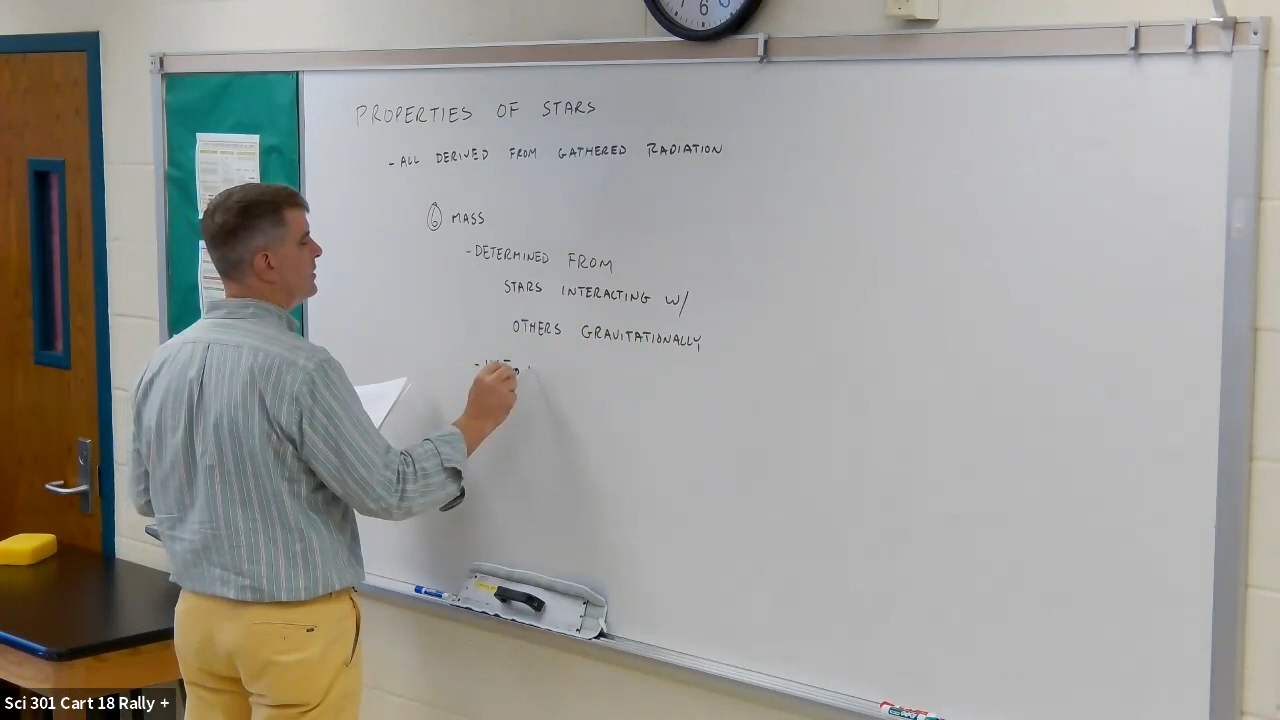 6
PROPERTIES OF STARS
-ALL DERIVED FROM GATHERED RADIATION
⑥ MASS
-DETERMINED FROM
STARS INTERACTING W/
OTHERS GRAVITATIONALLY
Sci 301 Cart 18 Rally +